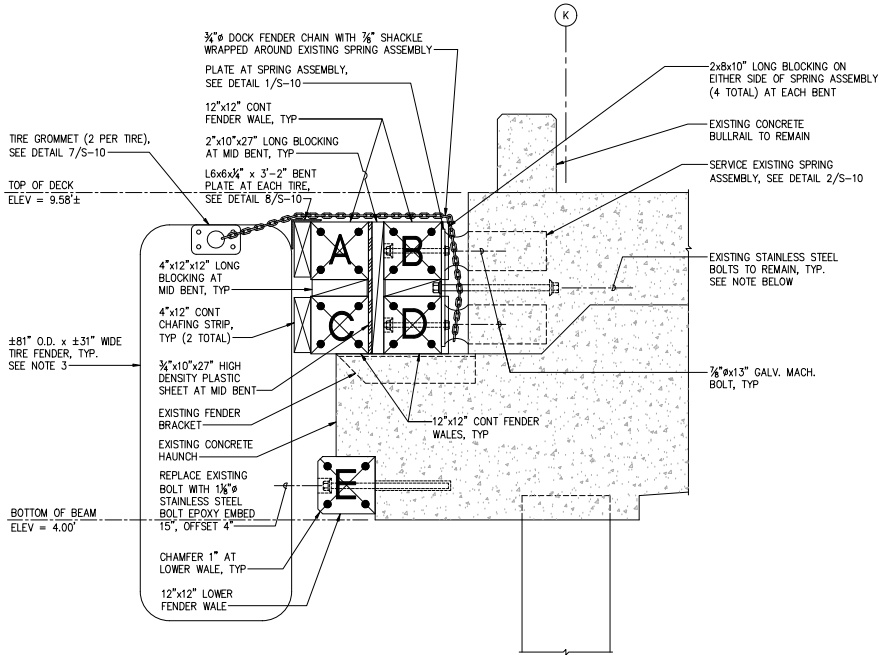 K
¾"ø DOCK FENDER CHAIN WITH ⅞" SHACKLE
WRAPPED AROUND EXISTING SPRING ASSEMBLY
PLATE AT SPRING ASSEMBLY,
SEE DETAIL 1/S-10
12"x12" CONT
FENDER WALE, TYP
2"x10"x27" LONG BLOCKING
AT MID BENT, TYP
L6x6x¼" x 3'-2" BENT
PLATE AT EACH TIRE,
SEE DETAIL 8/S-10
TIRE GROMMET (2 PER TIRE),
SEE DETAIL 7/S-10
TOP OF DECK
ELEV = 9.58'±
2x8x10" LONG BLOCKING ON
EITHER SIDE OF SPRING ASSEMBLY
(4 TOTAL) AT EACH BENT
EXISTING CONCRETE
BULLRAIL TO REMAIN
SERVICE EXISTING SPRING
ASSEMBLY, SEE DETAIL 2/S-10
EXISTING STAINLESS STEEL
BOLTS TO REMAIN, TYP.
SEE NOTE BELOW
⅞"øx13" GALV. MACH.
BOLT, TYP
A
B
C
D
E
4"x12"x12" LONG
BLOCKING AT
MID BENT, TYP
4"x12" CONT
CHAFING STRIP,
TYP (2 TOTAL)
±81" O.D. x ±31" WIDE
TIRE FENDER, TYP.
SEE NOTE 3
¾"x10"x27" HIGH
DENSITY PLASTIC
SHEET AT MID BENT
EXISTING FENDER
BRACKET
12"x12" CONT FENDER
WALES, TYP
EXISTING CONCRETE
HAUNCH
REPLACE EXISTING
BOLT WITH 1⅛"ø
STAINLESS STEEL
BOLT EPOXY EMBED
15", OFFSET 4"
BOTTOM OF BEAM
ELEV = 4.00'
CHAMFER 1" AT
LOWER WALE, TYP
12"x12" LOWER
FENDER WALE